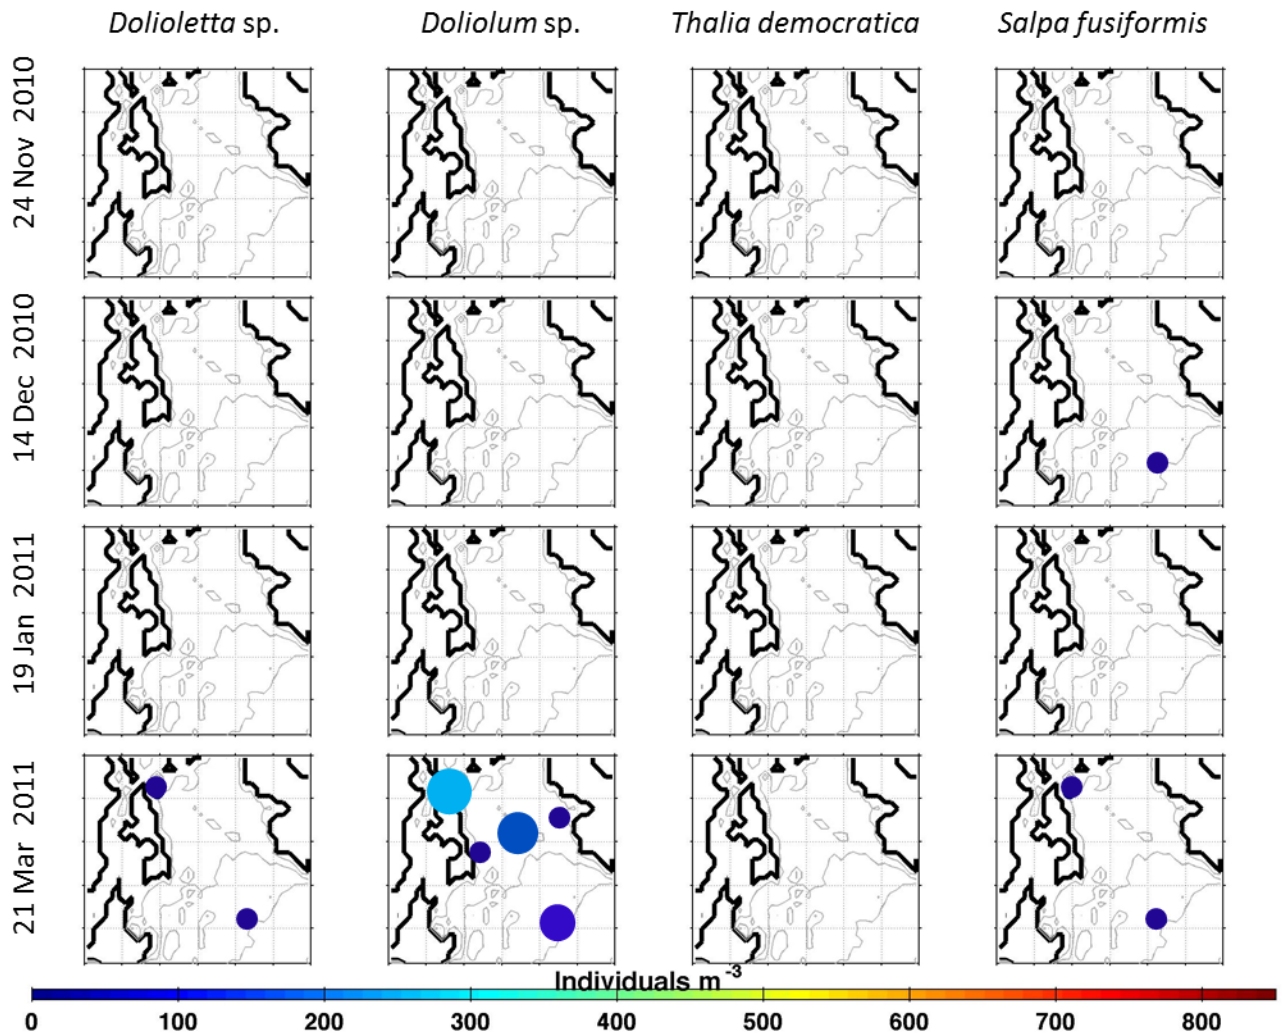 Dolioletta sp. Doliolum sp. Thalia democratica Salpa fusiformis
24 Nov 2010
14 Dec 2010
19 Jan 2011
21 Mar 2011
Individuals m-3
0 100 200 300 400 500 600 700 800